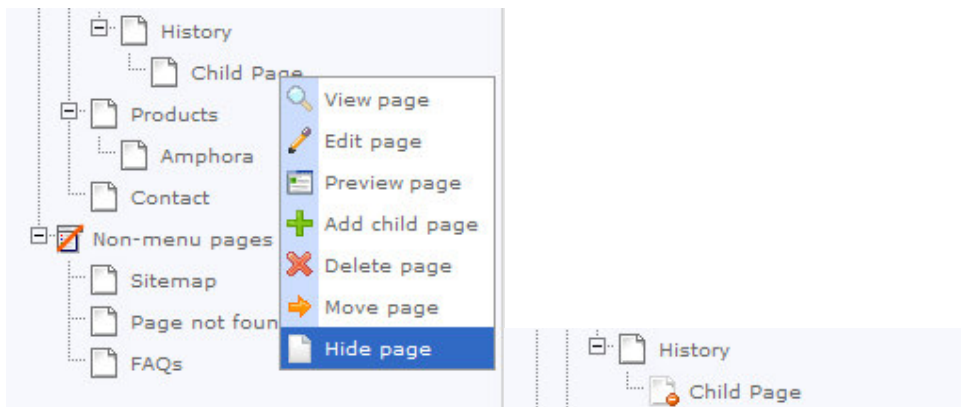 History
Child Page
Products
Amphora
Contact
Non-menu pages
Sitemap
Page not foun
FAQs
View page
Edit page
Preview page
Add child page
Delete page
Move page
Hide page
History
Child Page